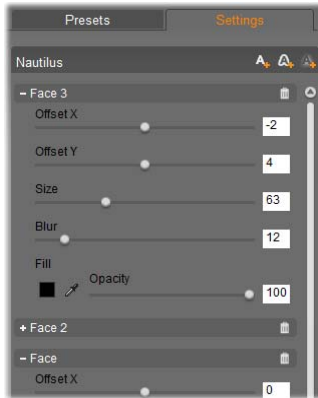 Presets Settings
Nautilus A+ A+ A+
– Face 3
Offset X
-2
Offset Y
4
Size
63
Blur
12
Fill
Opacity
100
+ Face 2
– Face
Offset X
0